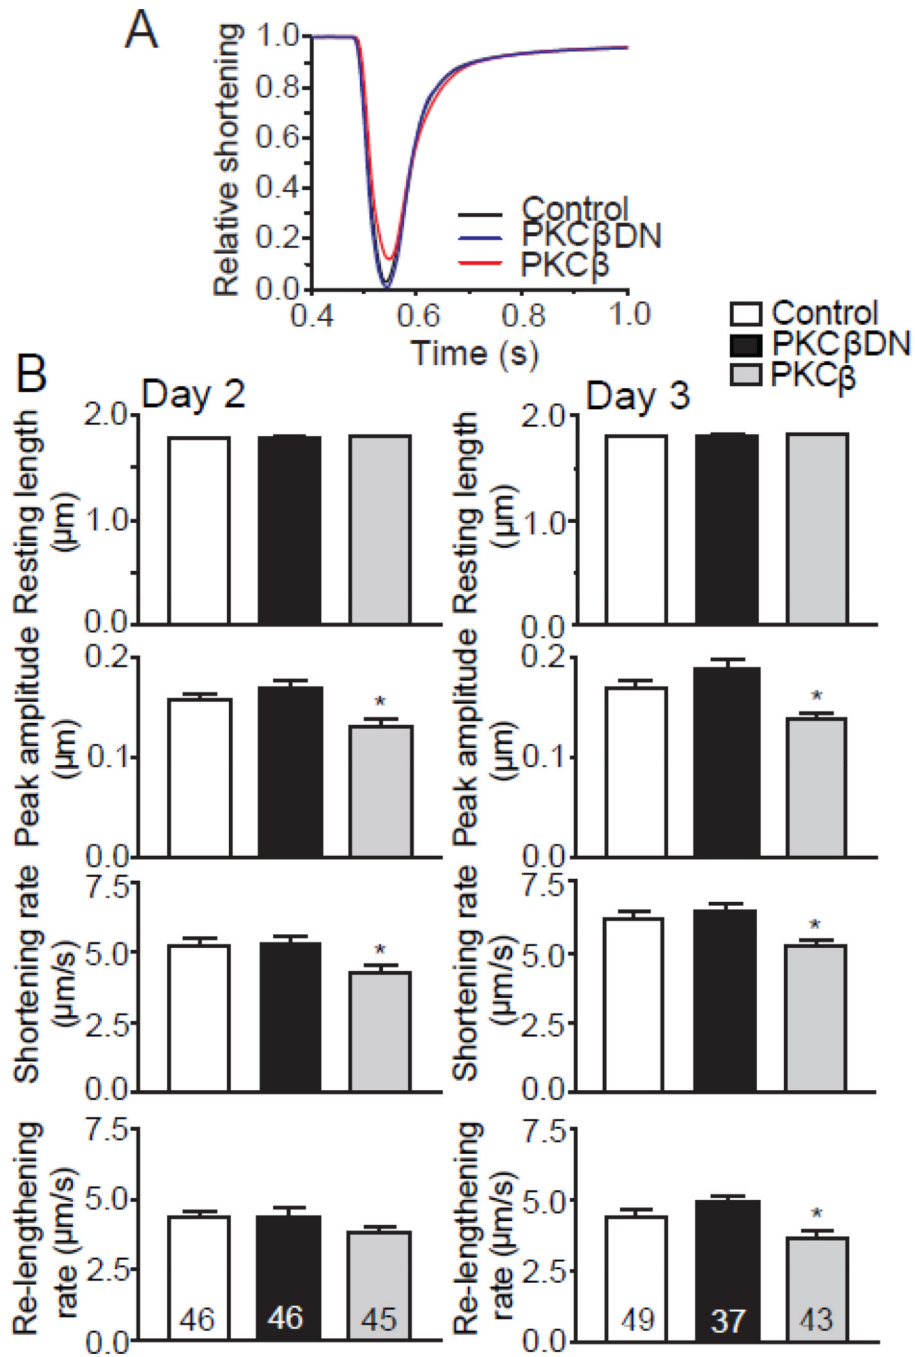 A
Relative shortening
1.0
0.8
0.6
0.4
0.2
0.0
Control
PKCβDN
PKCβ
0.4 0.6 0.8 1.0
Time (s)
Control
PKCβDN
PKCβ
B
Day 2
Resting length
(µm)
2.0
1.0
0.0
Day 3
Resting length
(µm)
2.0
1.0
0.0
Peak amplitude
(µm)
0.2
0.1
0.0
*
Peak amplitude
(µm)
0.2
0.1
0.0
*
Shortening rate
(µm/s)
7.5
5.0
2.5
0.0
*
Shortening rate
(µm/s)
7.5
5.0
2.5
0.0
*
Re-lengthening
rate (µm/s)
7.5
5.0
2.5
0.0
46 46 45
Re-lengthening
rate (µm/s)
7.5
5.0
2.5
0.0
*
49 37 43